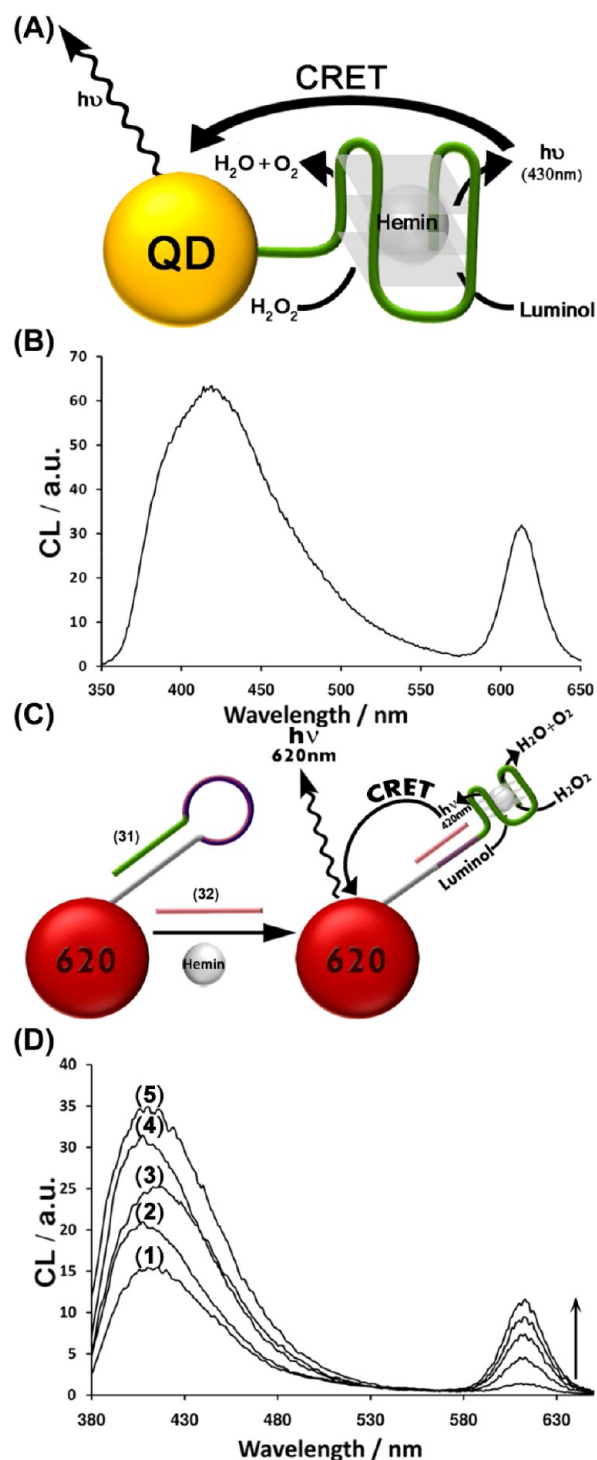 (A)
hυ
CRET
H₂O + O₂
hυ
(430nm)
QD
Hemin
H₂O₂
Luminol
(B)
70
60
50
40
30
20
10
0
CL / a.u.
350 400 450 500 550 600 650
Wavelength / nm
(C)
hν
620nm
H₂O+O₂
CRET
hν
420nm
H₂O₂
(31)
Luminol
(32)
620
Hemin
620
(D)
40
35
30
25
20
15
10
5
0
CL / a.u.
(5)
(4)
(3)
(2)
(1)
380 430 480 530 580 630
Wavelength / nm